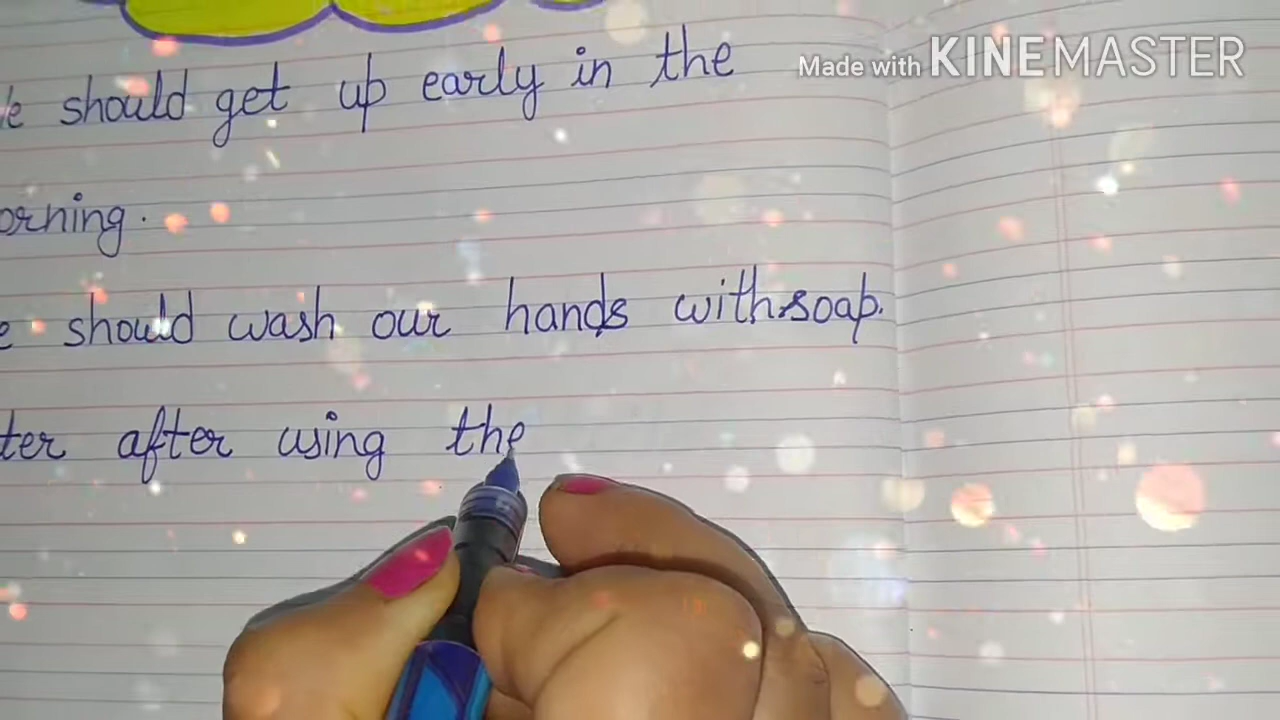 Made with KINEMASTER
should get up early in the
orning.
should wash our hands with soap.
ter after using the